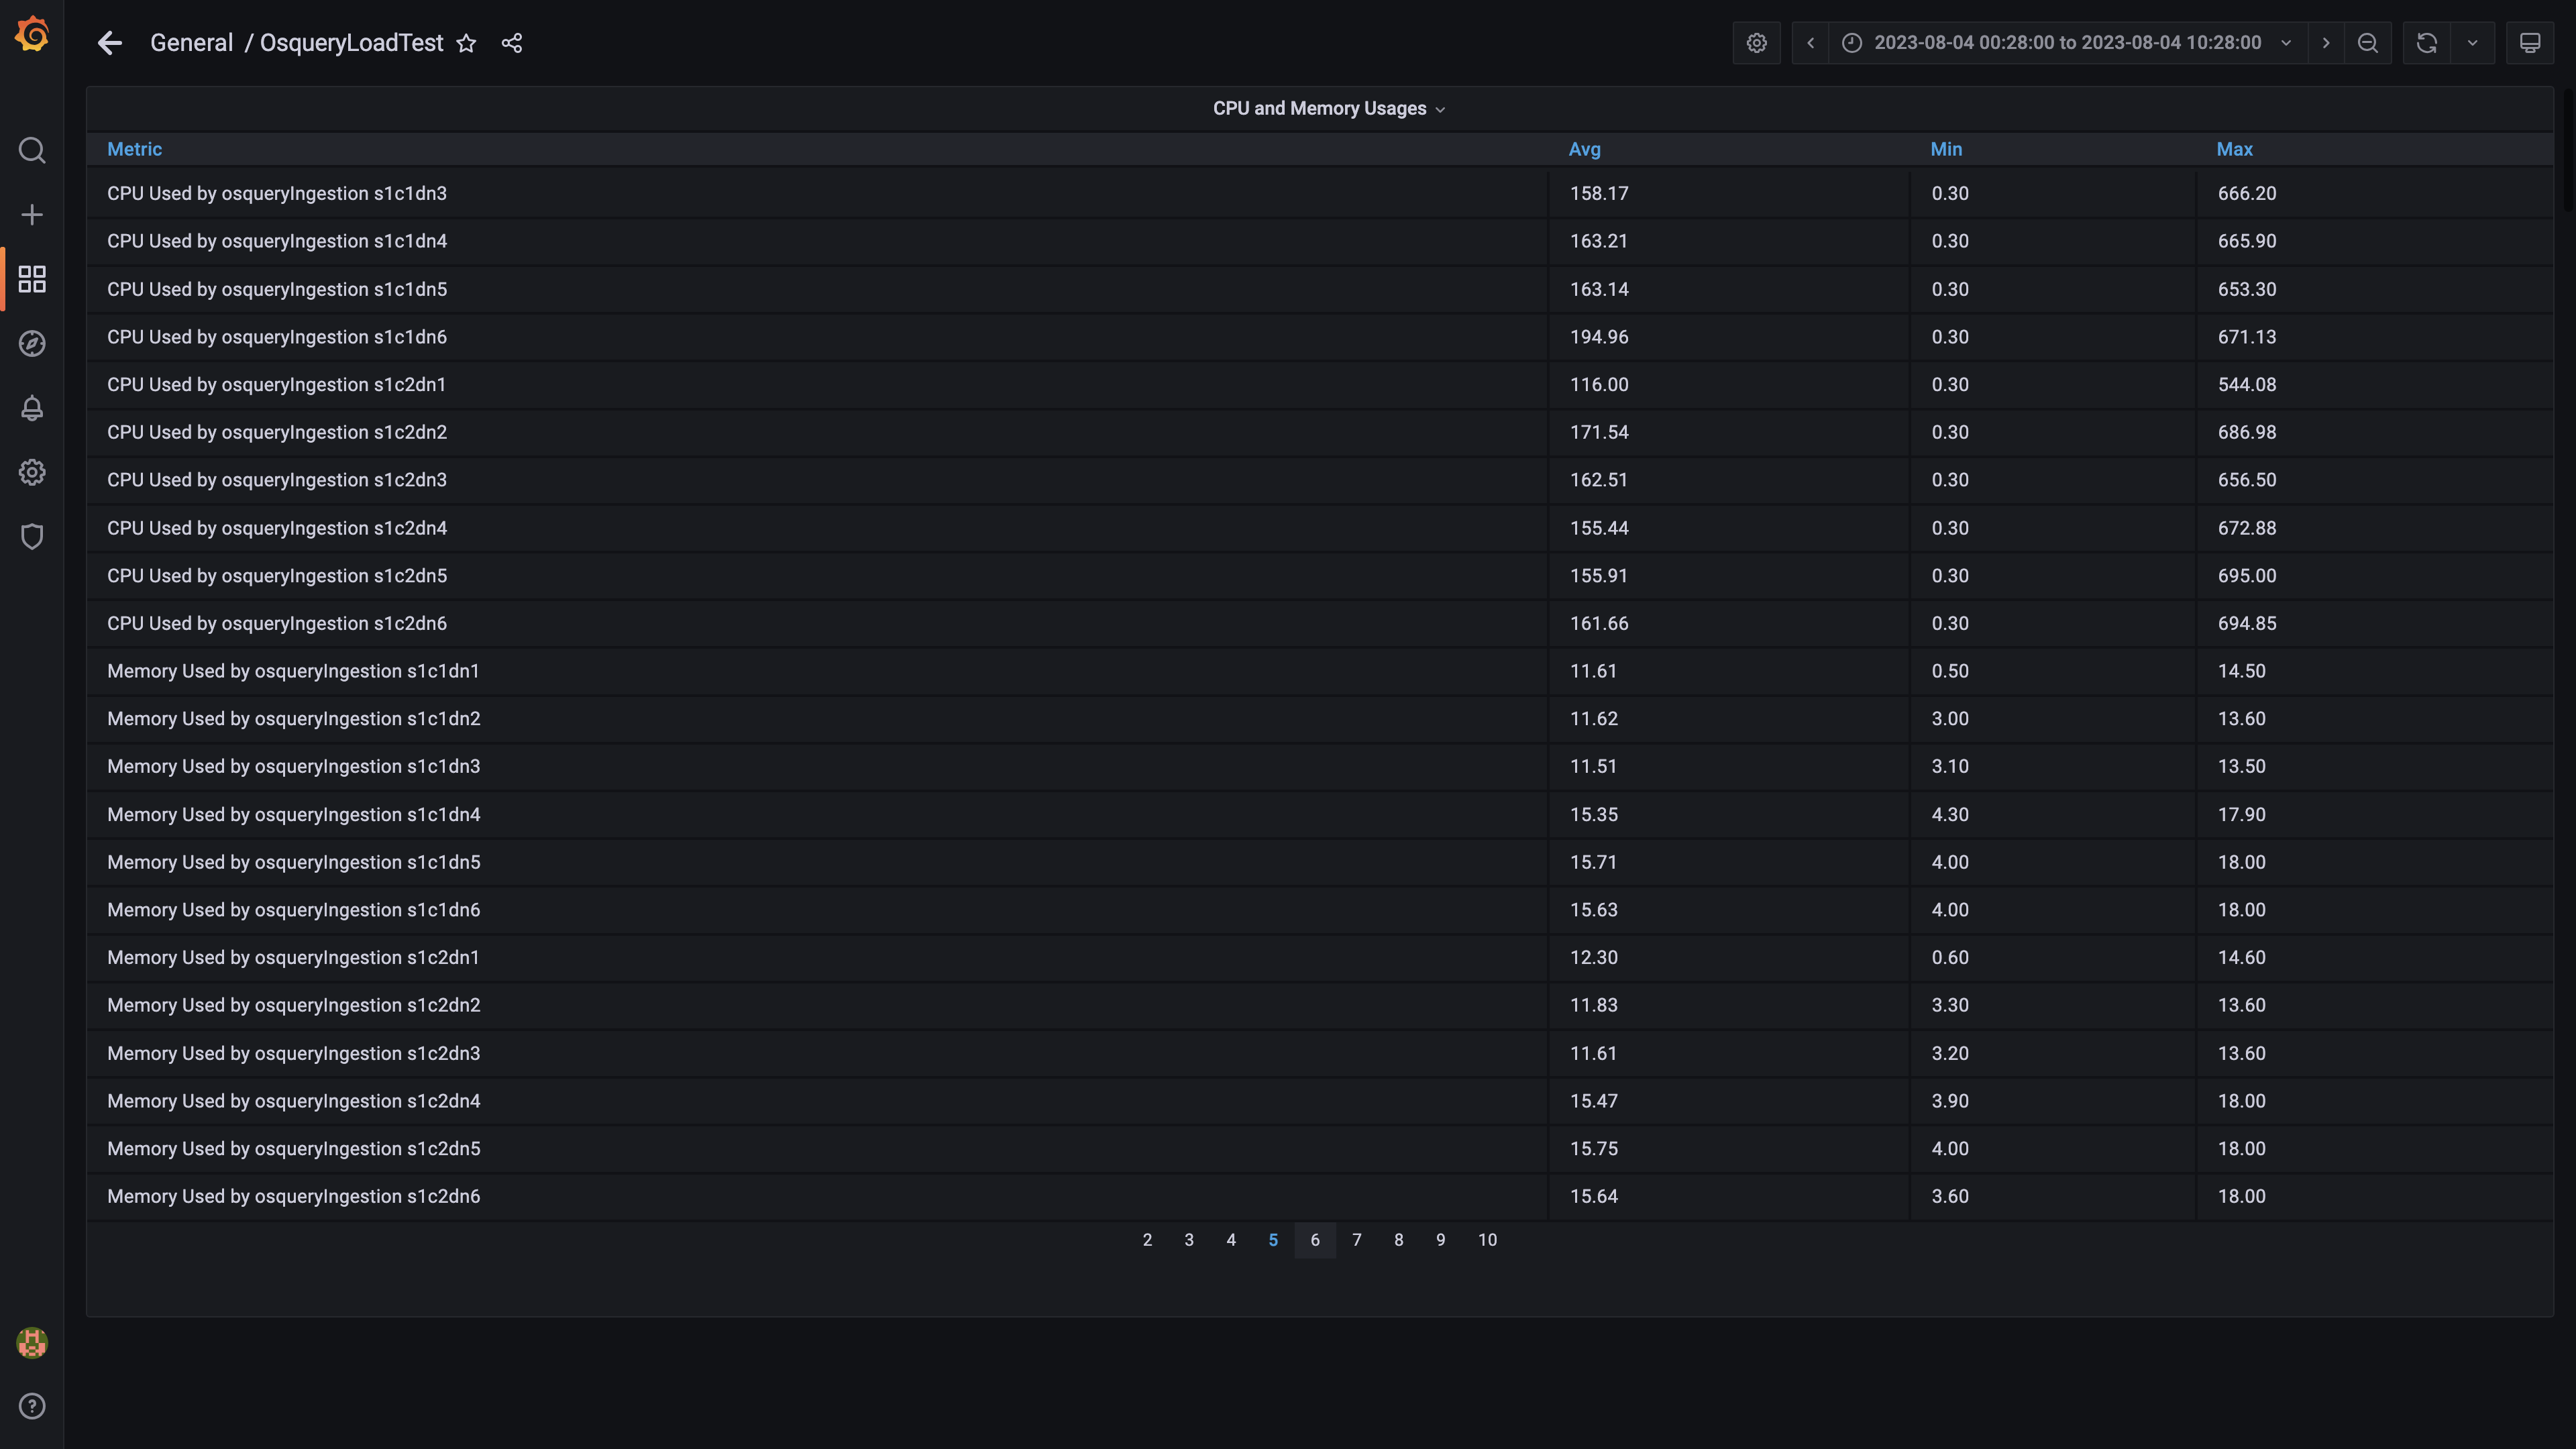 General / OsqueryLoadTest
2023-08-04 00:28:00 to 2023-08-04 10:28:00
CPU and Memory Usages
Metric Avg Min Max
CPU Used by osqueryIngestion s1c1dn3 158.17 0.30 666.20
CPU Used by osqueryIngestion s1c1dn4 163.21 0.30 665.90
CPU Used by osqueryIngestion s1c1dn5 163.14 0.30 653.30
CPU Used by osqueryIngestion s1c1dn6 194.96 0.30 671.13
CPU Used by osqueryIngestion s1c2dn1 116.00 0.30 544.08
CPU Used by osqueryIngestion s1c2dn2 171.54 0.30 686.98
CPU Used by osqueryIngestion s1c2dn3 162.51 0.30 656.50
CPU Used by osqueryIngestion s1c2dn4 155.44 0.30 672.88
CPU Used by osqueryIngestion s1c2dn5 155.91 0.30 695.00
CPU Used by osqueryIngestion s1c2dn6 161.66 0.30 694.85
Memory Used by osqueryIngestion s1c1dn1 11.61 0.50 14.50
Memory Used by osqueryIngestion s1c1dn2 11.62 3.00 13.60
Memory Used by osqueryIngestion s1c1dn3 11.51 3.10 13.50
Memory Used by osqueryIngestion s1c1dn4 15.35 4.30 17.90
Memory Used by osqueryIngestion s1c1dn5 15.71 4.00 18.00
Memory Used by osqueryIngestion s1c1dn6 15.63 4.00 18.00
Memory Used by osqueryIngestion s1c2dn1 12.30 0.60 14.60
Memory Used by osqueryIngestion s1c2dn2 11.83 3.30 13.60
Memory Used by osqueryIngestion s1c2dn3 11.61 3.20 13.60
Memory Used by osqueryIngestion s1c2dn4 15.47 3.90 18.00
Memory Used by osqueryIngestion s1c2dn5 15.75 4.00 18.00
Memory Used by osqueryIngestion s1c2dn6 15.64 3.60 18.00
2 3 4 5 6 7 8 9 10